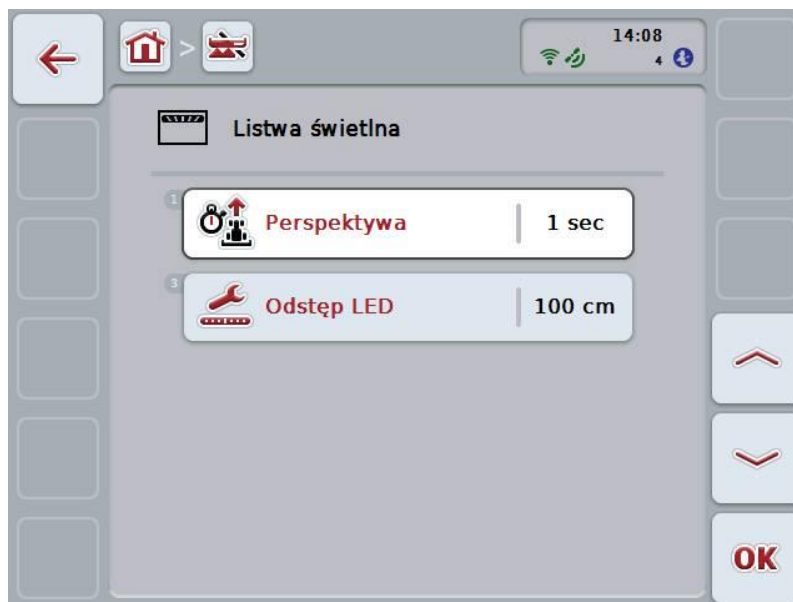 14:08
> 4
Listwa świetlna
1
Perspektywa 1 sec
3
Odstęp LED 100 cm
OK